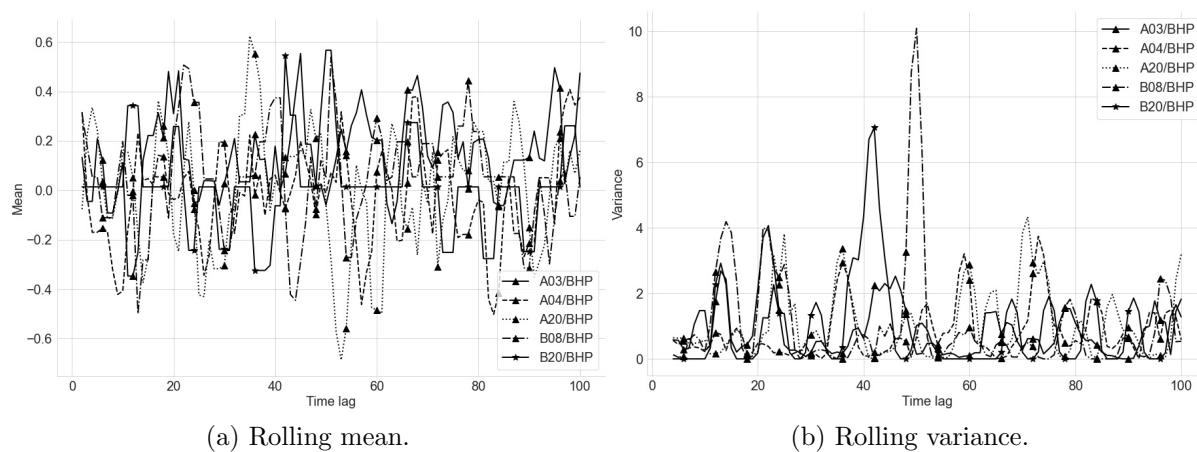 0.6
0.4
0.2
0.0
−0.2
−0.4
−0.6
Mean
0 20 40 60 80 100
Time lag
A03/BHP
A04/BHP
A20/BHP
B08/BHP
B20/BHP
(a) Rolling mean.
10
8
6
4
2
0
Variance
0 20 40 60 80 100
Time lag
A03/BHP
A04/BHP
A20/BHP
B08/BHP
B20/BHP
(b) Rolling variance.